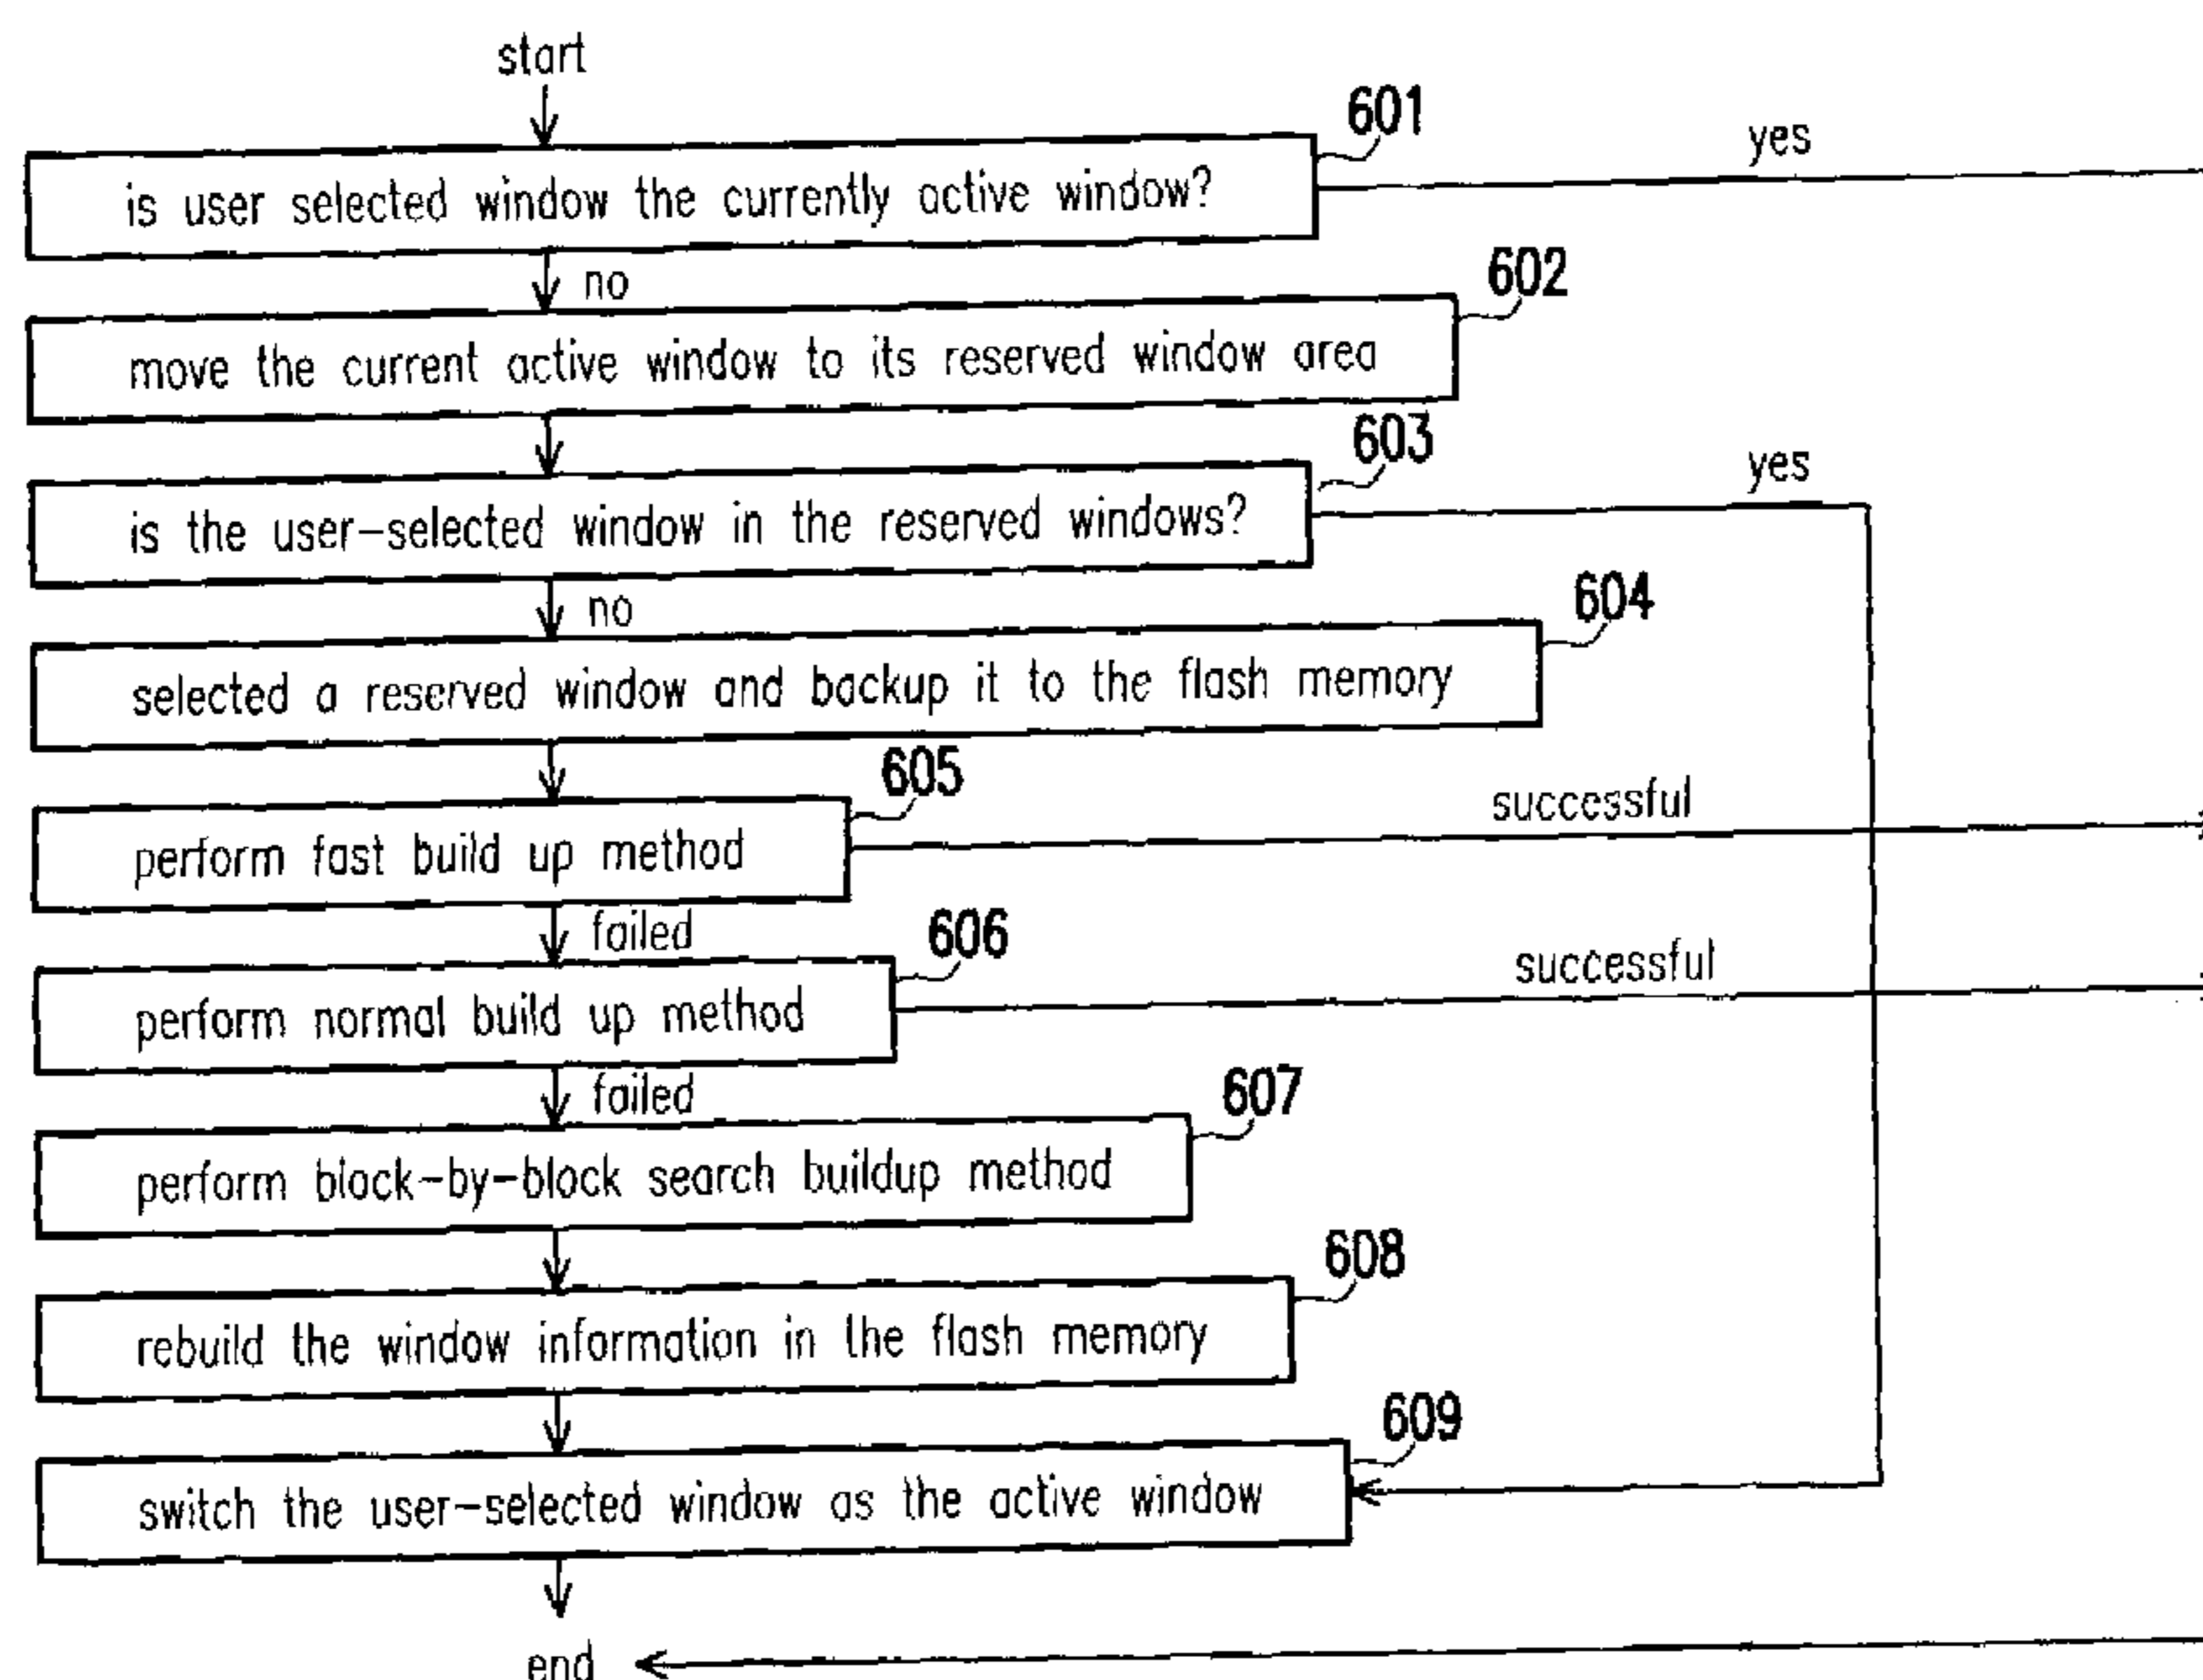 start
601
yes
is user selected window the currently active window?
no
602
move the current active window to its reserved window area
603
yes
is the user-selected window in the reserved windows?
no
604
selected a reserved window and backup it to the flash memory
605
successful
perform fast build up method
failed
606
successful
perform normal build up method
failed
607
perform block-by-block search buildup method
608
rebuild the window information in the flash memory
609
switch the user-selected window as the active window
end